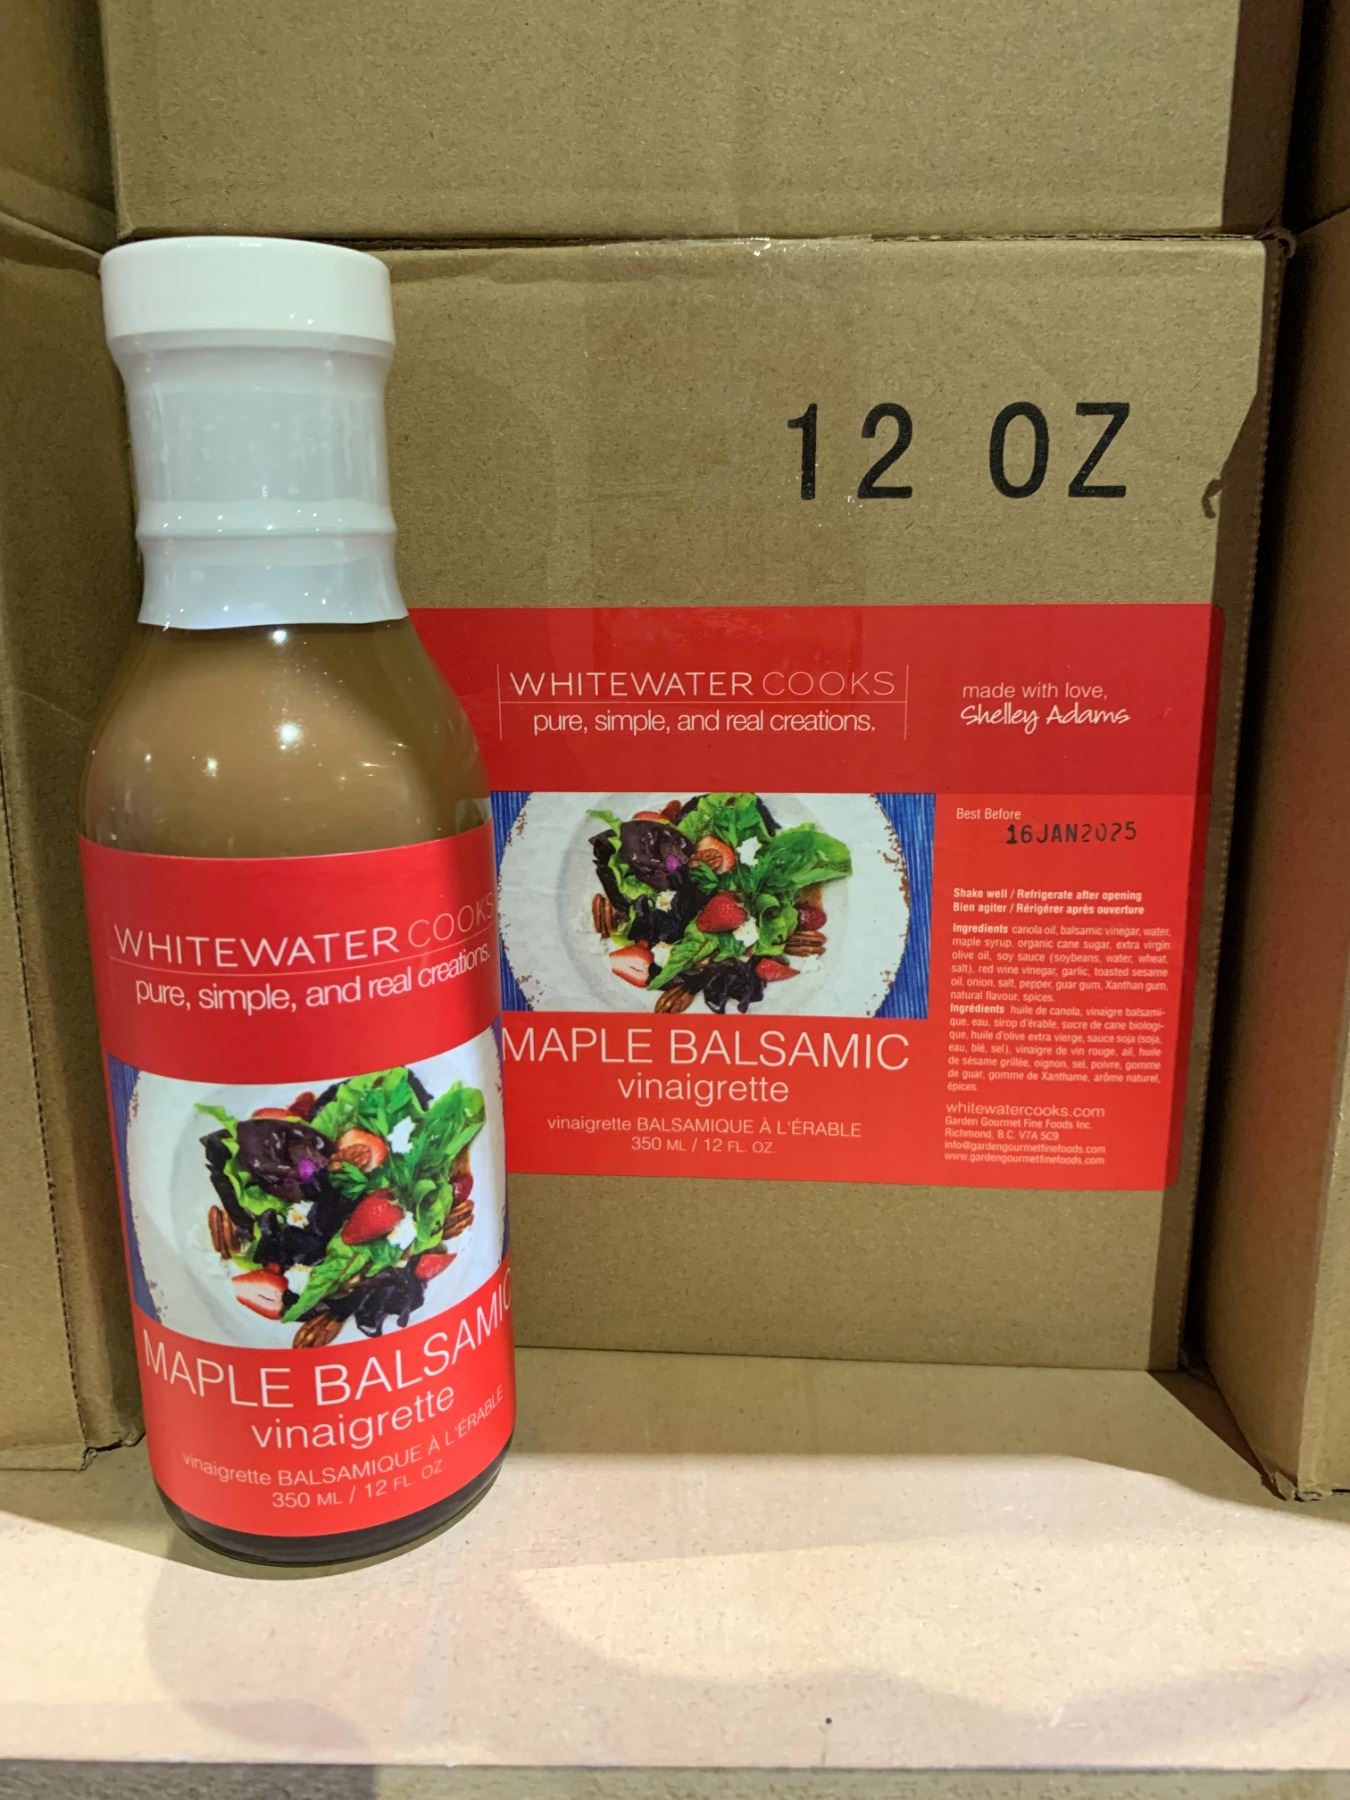 12 OZ
WHITEWATER COOKS
pure, simple, and real creations.
made with love,
Shelley Adams
Best Before
16JAN2025
Shake well / Refrigerate after opening
Bien agiter / Rérigérer après ouverture
Ingredients canola oil, balsamic vinegar, water,
maple syrup, organic cane sugar, extra virgin
olive oil, soy sauce (soybeans, water, wheat,
salt), red wine vinegar, garlic, toasted sesame
oil, onion, salt, pepper, guar gum, Xanthan gum,
natural flavour, spices.
Ingrédients huile de canola, vinaigre balsami-
que, eau, sirop d'érable, sucre de cane biologi-
que, huile d'olive extra vierge, sauce soja (soja,
eau, blé, sel), vinaigre de vin rouge, ail, huile
de sésame grillée, oignon, sel, poivre, gomme
de guar, gomme de Xanthame, arôme naturel,
épices.
whitewatercooks.com
Garden Gourmet Fine Foods Inc.
Richmond, B.C. V7A 5C9
info@gardengourmetfinefoods.com
www.gardengourmetfinefoods.com
MAPLE BALSAMIC
vinaigrette
vinaigrette BALSAMIQUE À L'ÉRABLE
350 ML / 12 FL. OZ.
WHITEWATER COOKS
pure, simple, and real creations.
MAPLE BALSAMIC
vinaigrette
vinaigrette BALSAMIQUE À L'ÉRABLE
350 ML / 12 FL. OZ